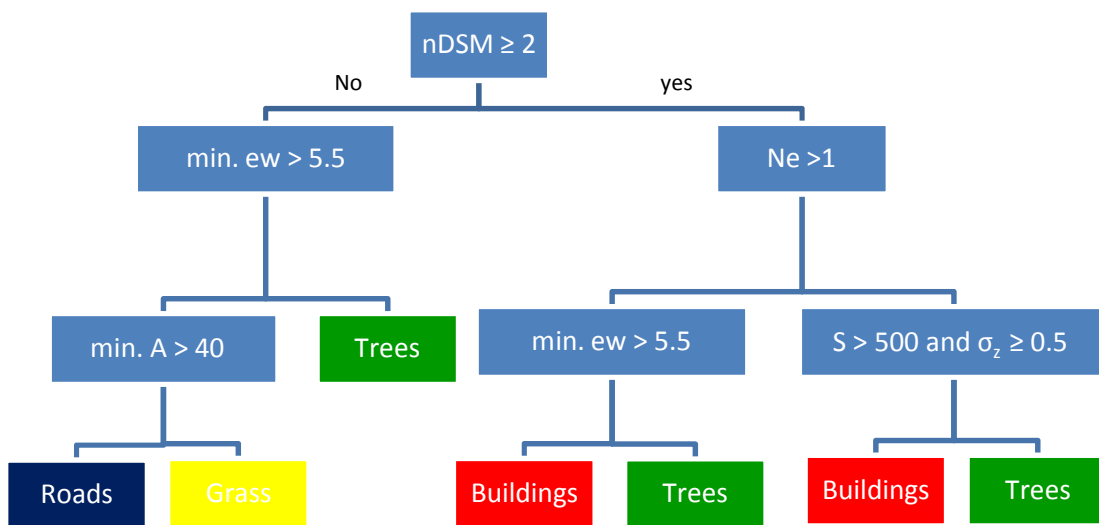 nDSM ≥ 2
No
yes
min. ew > 5.5
Ne >1
min. A > 40
Trees
min. ew > 5.5
S > 500 and σz ≥ 0.5
Roads
Grass
Buildings
Trees
Buildings
Trees